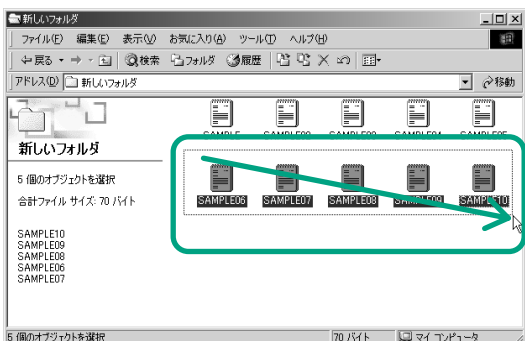 新しいフォルダ
ファイル(F) 編集(E) 表示(V) お気に入り(A) ツール(T) ヘルプ(H)
戻る 検索 フォルダ 履歴
アドレス(D) 新しいフォルダ 移動
新しいフォルダ
5 個のオブジェクトを選択
合計ファイル サイズ: 70 バイト
SAMPLE10
SAMPLE09
SAMPLE08
SAMPLE06
SAMPLE07
SAMPLE SAMPLE02 SAMPLE03 SAMPLE04 SAMPLE05
SAMPLE06 SAMPLE07 SAMPLE08 SAMPLE09 SAMPLE10
5 個のオブジェクトを選択 70 バイト マイ コンピュータ